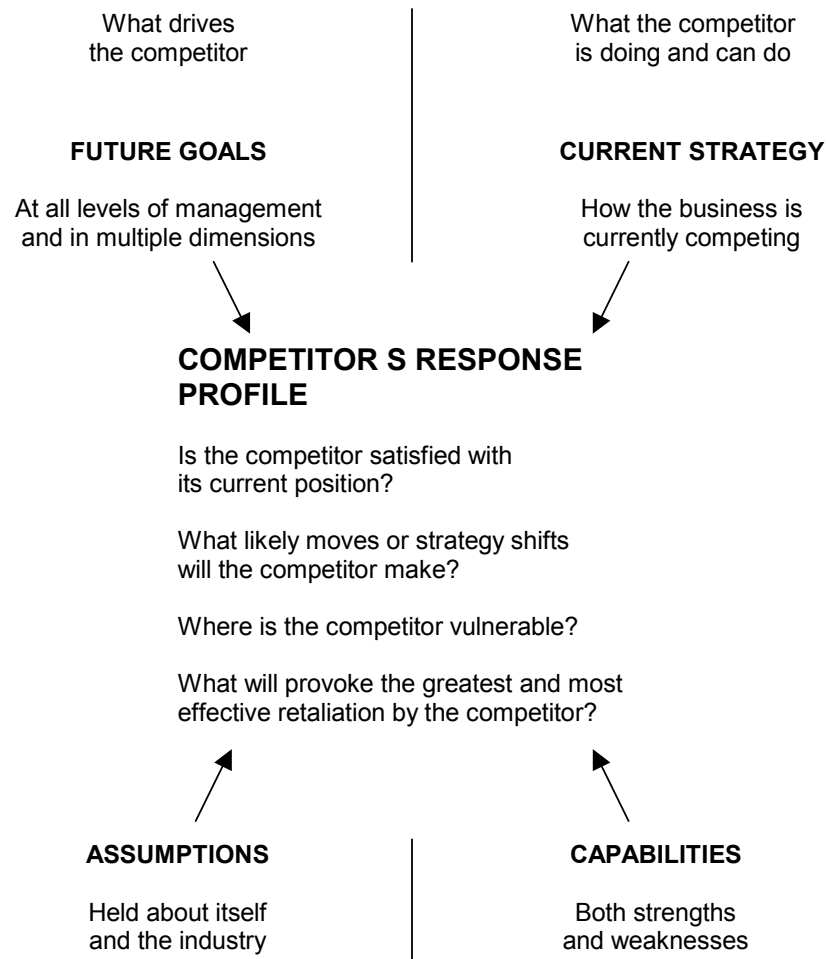 What drives
the competitor
What the competitor
is doing and can do
FUTURE GOALS
CURRENT STRATEGY
At all levels of management
and in multiple dimensions
How the business is
currently competing
COMPETITOR S RESPONSE
PROFILE
Is the competitor satisfied with
its current position?
What likely moves or strategy shifts
will the competitor make?
Where is the competitor vulnerable?
What will provoke the greatest and most
effective retaliation by the competitor?
ASSUMPTIONS
CAPABILITIES
Held about itself
and the industry
Both strengths
and weaknesses